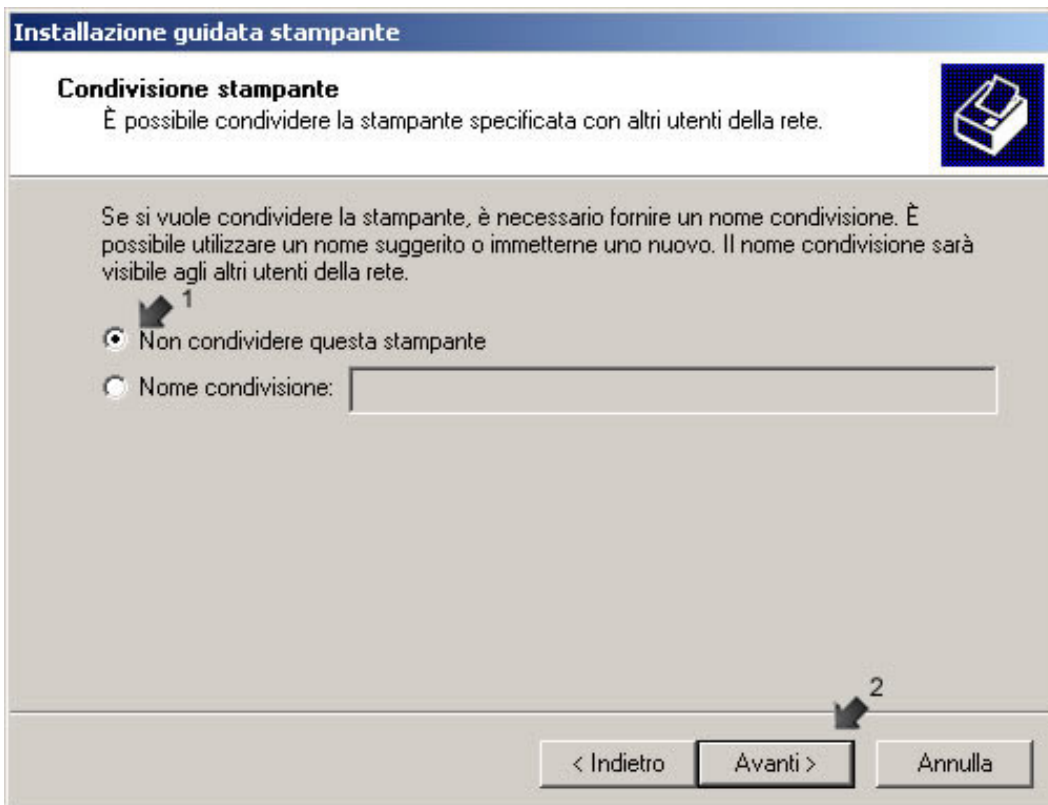 Installazione guidata stampante
Condivisione stampante
È possibile condividere la stampante specificata con altri utenti della rete.
Se si vuole condividere la stampante, è necessario fornire un nome condivisione. È
possibile utilizzare un nome suggerito o immetterne uno nuovo. Il nome condivisione sarà
visibile agli altri utenti della rete.
1
Non condividere questa stampante
Nome condivisione:
2
< Indietro
Avanti >
Annulla